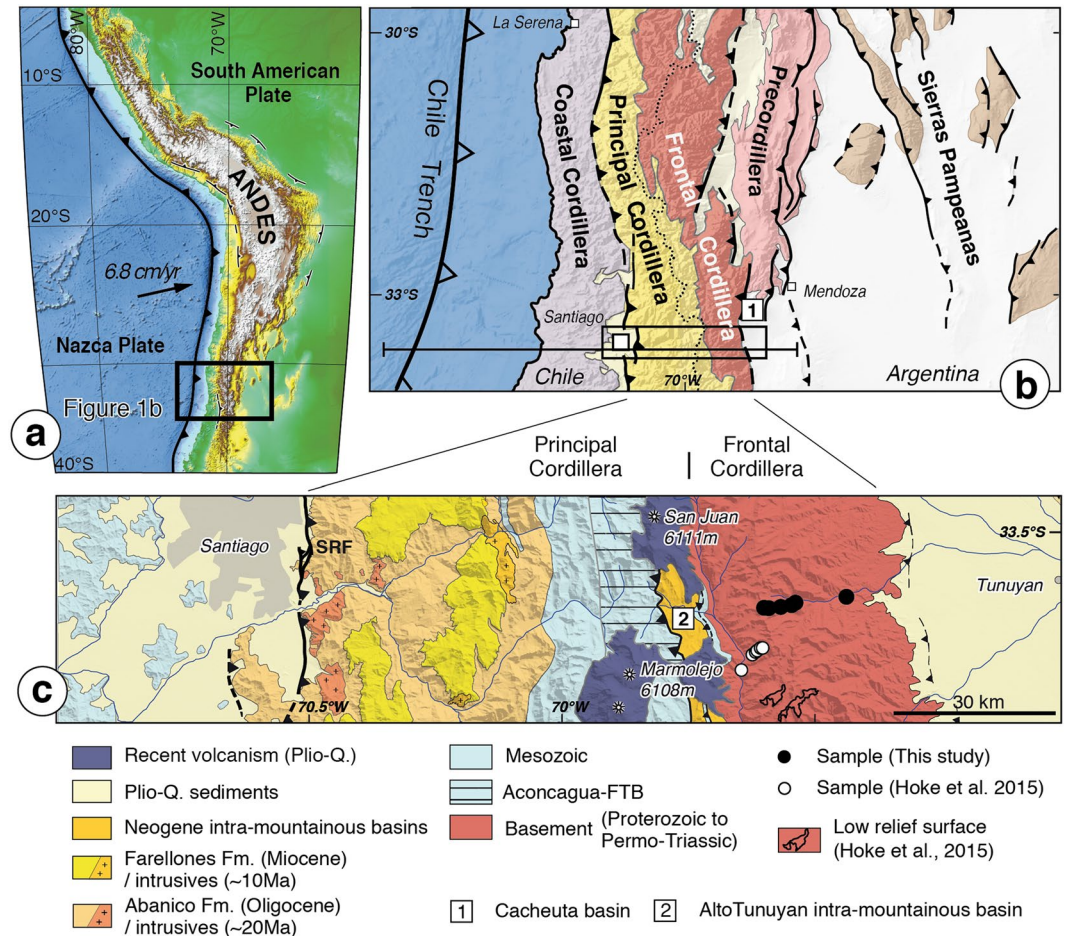 80°W
70°W
10°S
South American
Plate
ANDES
20°S
6.8 cm/yr
Nazca Plate
Figure 1b
40°S
a
30°S
La Serena
Chile Trench
Coastal Cordillera
Principal Cordillera
Frontal Cordillera
Precordillera
Sierras Pampeanas
33°S
Mendoza
Santiago
1
Chile
70°W
Argentina
b
Principal
Cordillera
Frontal
Cordillera
Santiago
SRF
San Juan
6111m
33.5°S
Tunuyan
2
Marmolejo
6108m
c
70.5°W
70°W
30 km
Recent volcanism (Plio-Q.)
Plio-Q. sediments
Neogene intra-mountainous basins
Farellones Fm. (Miocene)
/ intrusives (~10Ma)
Abanico Fm. (Oligocene)
/ intrusives (~20Ma)
Mesozoic
Aconcagua-FTB
Basement (Proterozoic to
Permo-Triassic)
Sample (This study)
Sample (Hoke et al. 2015)
Low relief surface
(Hoke et al., 2015)
1 Cacheuta basin
2 AltoTunuyan intra-mountainous basin